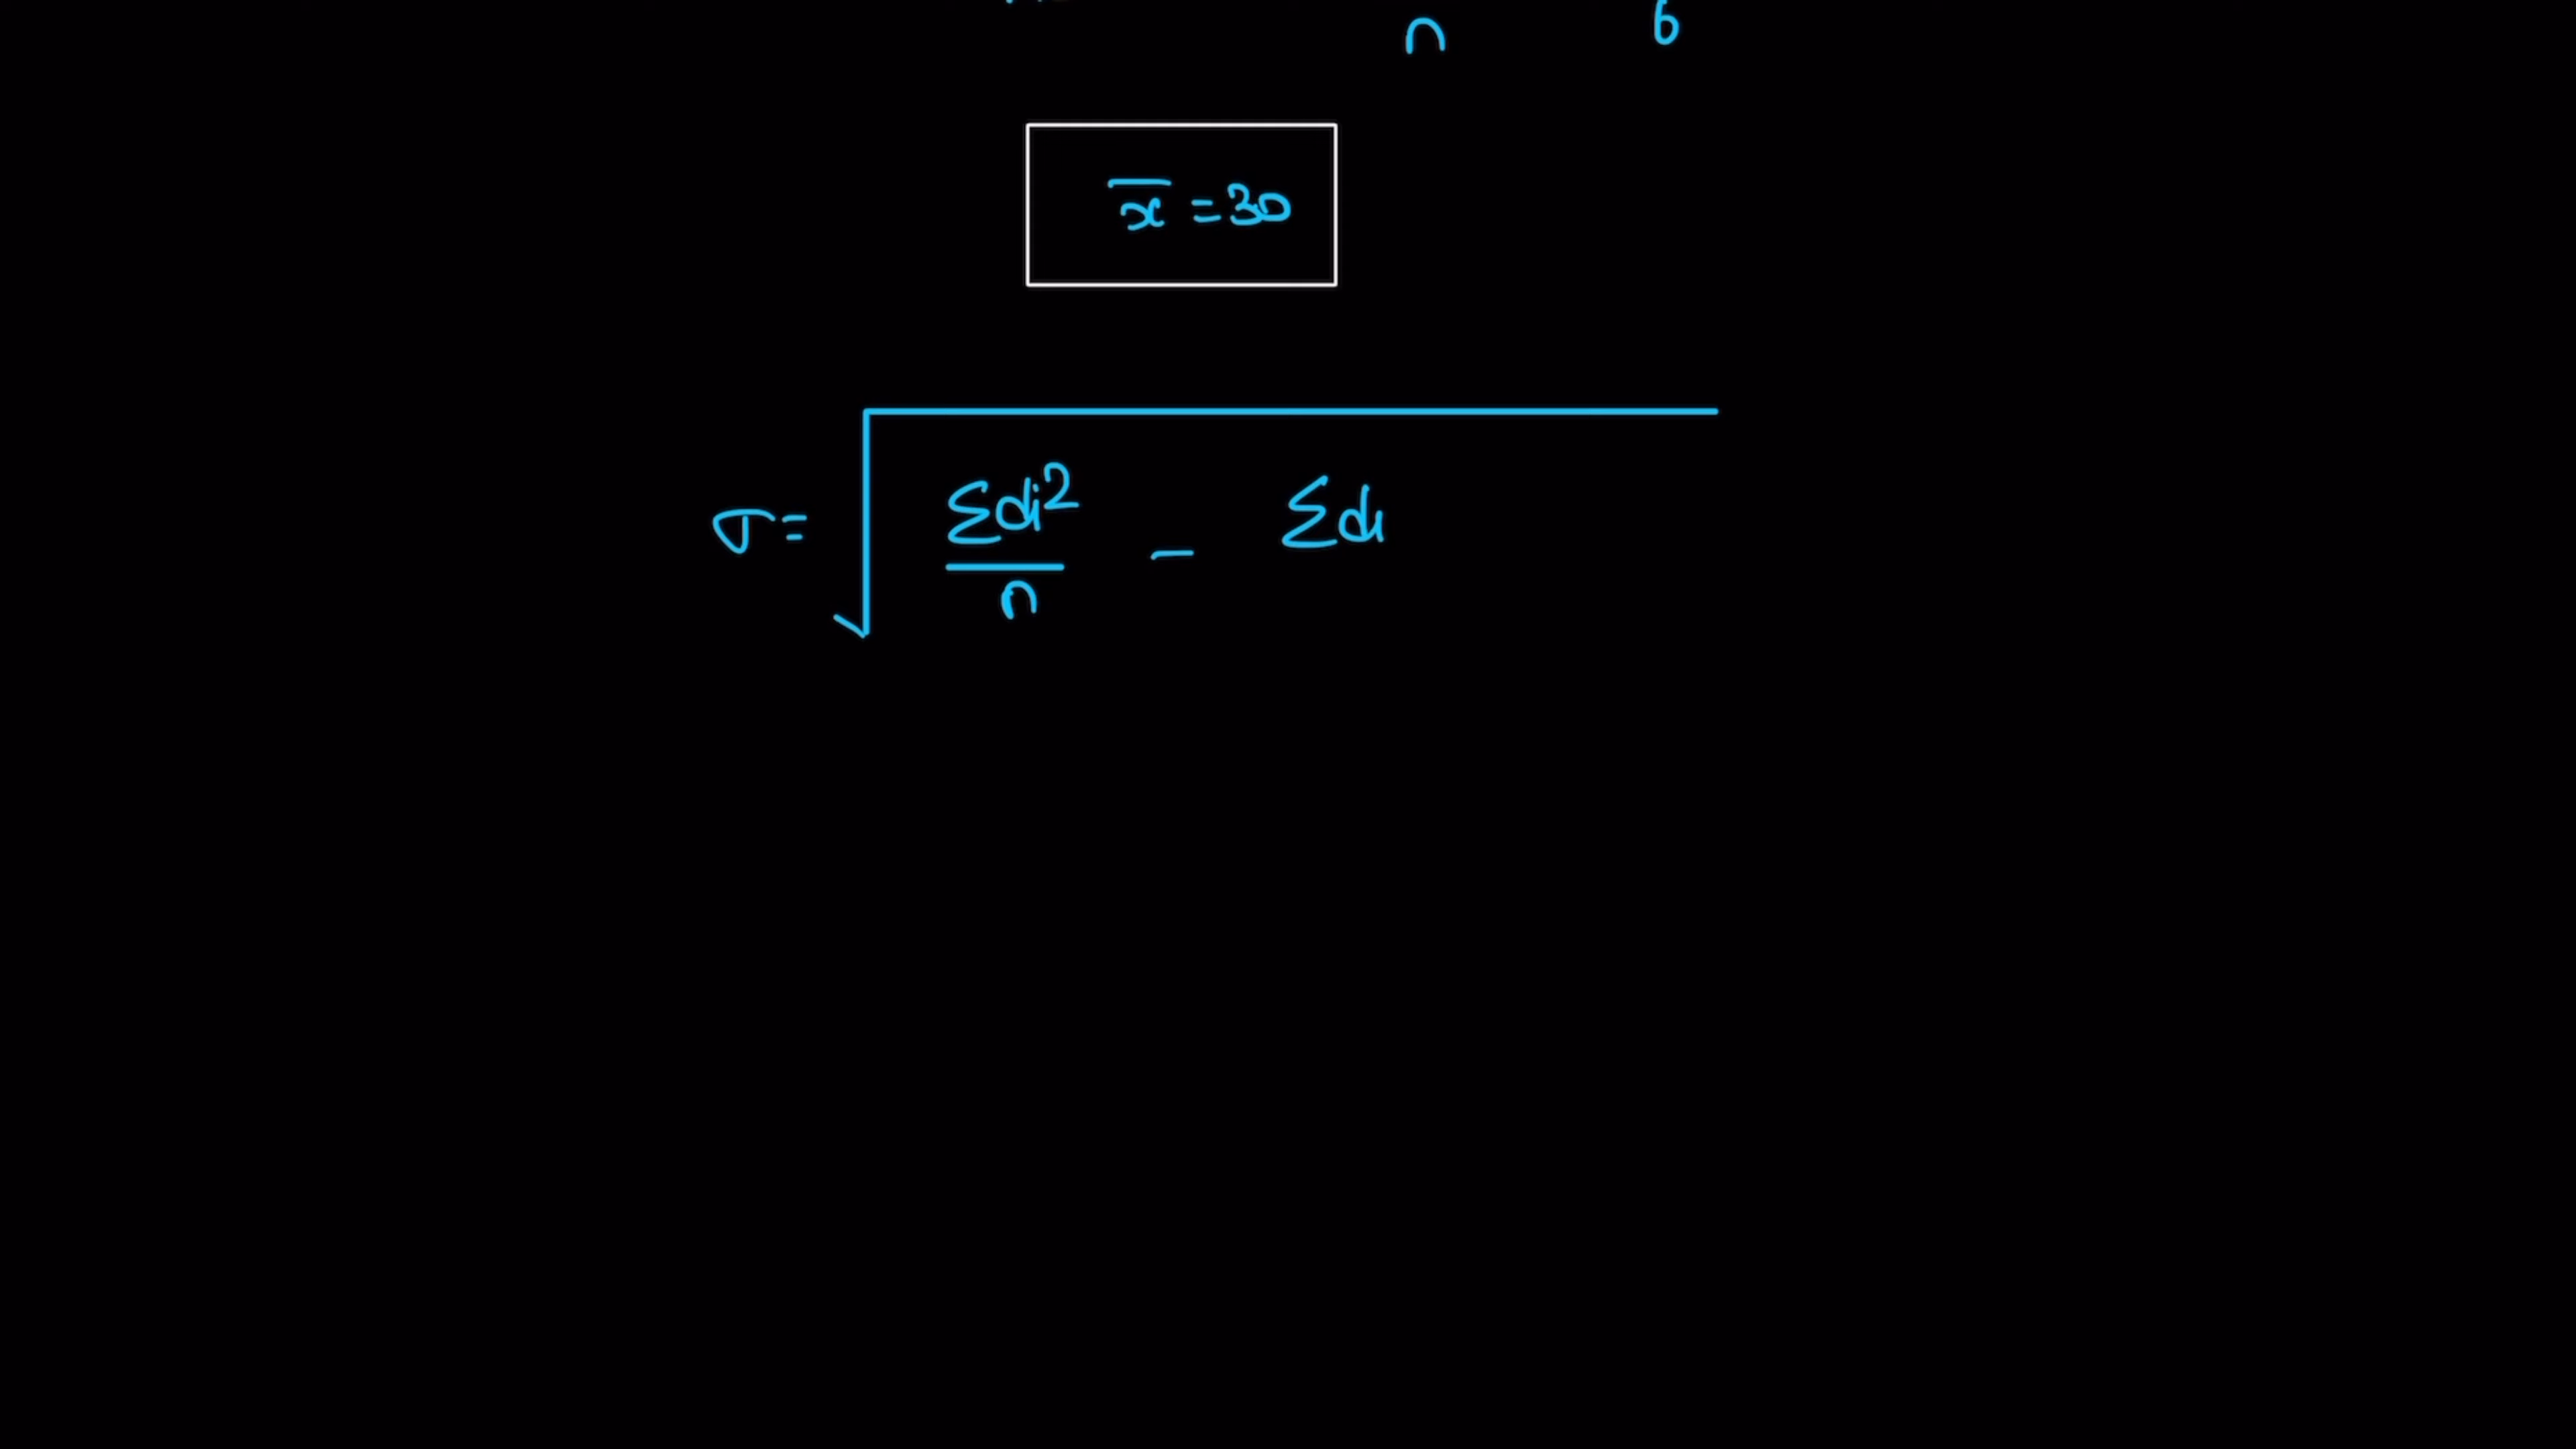 n 6
x̄ = 30
σ = √ Σdi² / n - Σdi